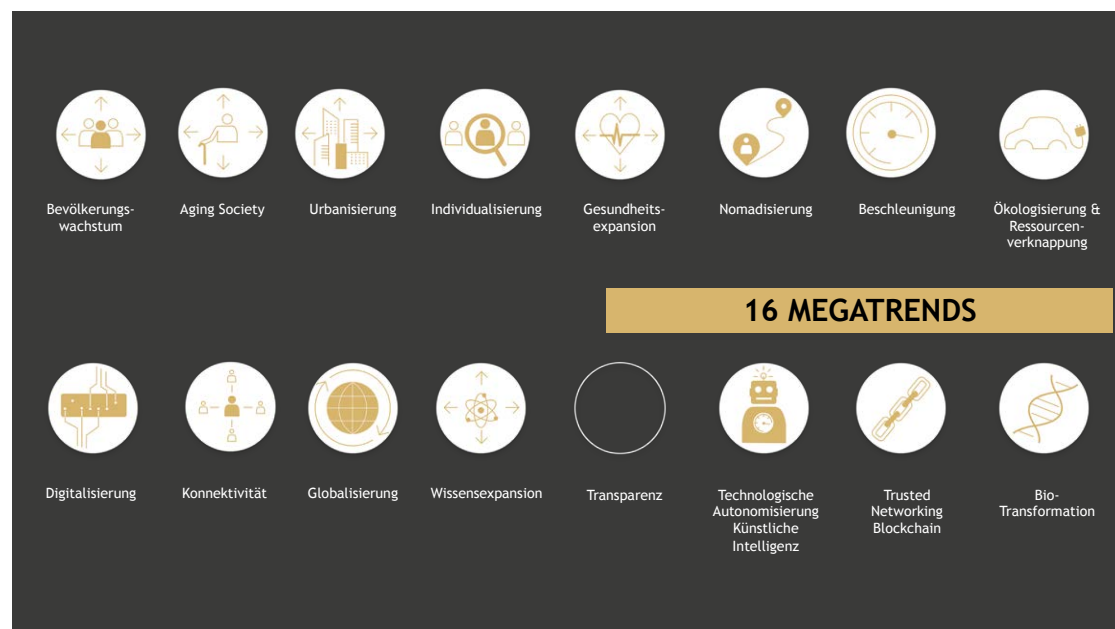 Bevölkerungs-
wachstum
Aging Society
Urbanisierung
Individualisierung
Gesundheits-
expansion
Nomadisierung
Beschleunigung
Ökologisierung &
Ressourcen-
verknappung
16 MEGATRENDS
Digitalisierung
Konnektivität
Globalisierung
Wissensexpansion
Transparenz
Technologische
Autonomisierung
Künstliche
Intelligenz
Trusted
Networking
Blockchain
Bio-
Transformation